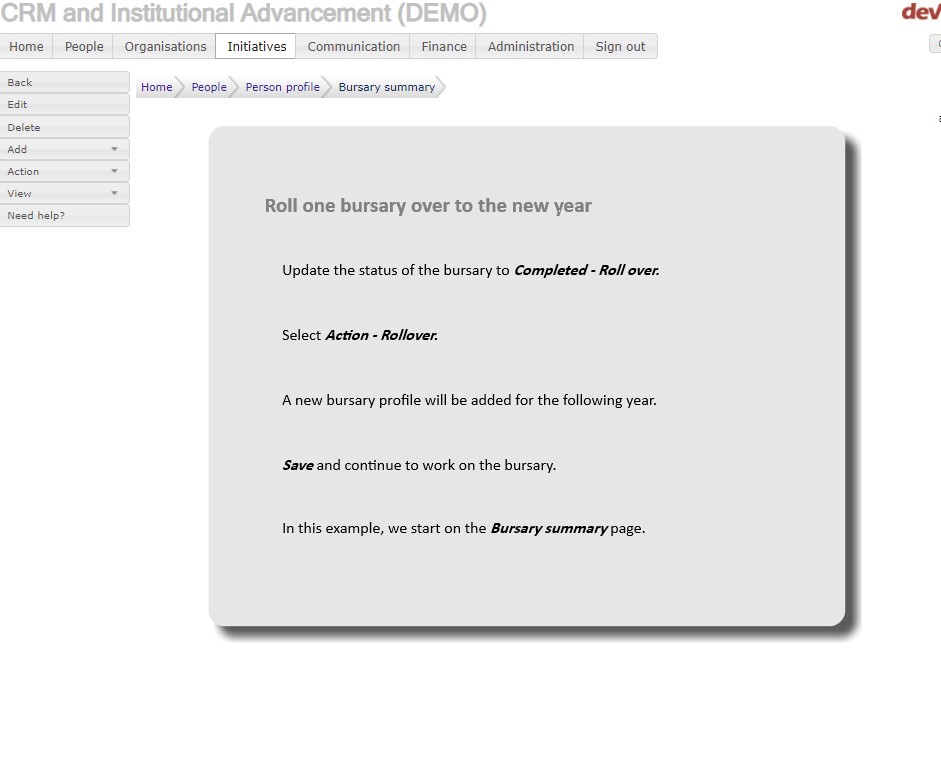 CRM and Institutional Advancement (DEMO)
dev
Home People Organisations Initiatives Communication Finance Administration Sign out
Back
Edit
Delete
Add
Action
View
Need help?
Home People Person profile Bursary summary
Roll one bursary over to the new year
Update the status of the bursary to Completed - Roll over.
Select Action - Rollover.
A new bursary profile will be added for the following year.
Save and continue to work on the bursary.
In this example, we start on the Bursary summary page.